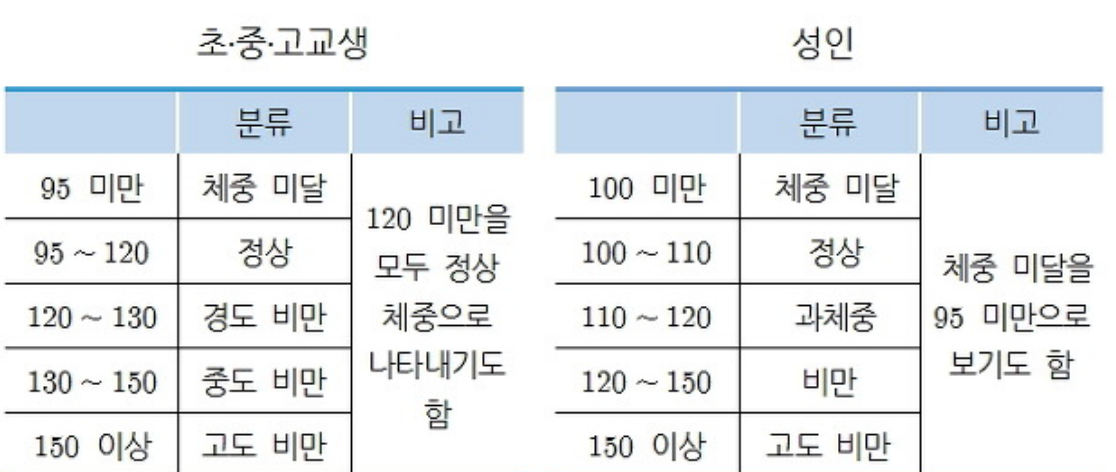 초·중·고교생
분류 비고
95 미만 체중 미달
95 ~ 120 정상
120 ~ 130 경도 비만
130 ~ 150 중도 비만
150 이상 고도 비만
120 미만을
모두 정상
체중으로
나타내기도
함
성인
분류 비고
100 미만 체중 미달
100 ~ 110 정상
110 ~ 120 과체중
120 ~ 150 비만
150 이상 고도 비만
체중 미달을
95 미만으로
보기도 함